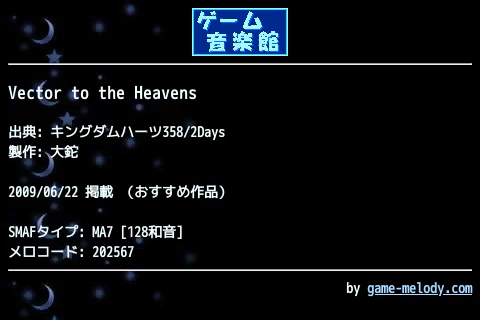 ゲーム
音楽館
Vector to the Heavens
出典: キングダムハーツ358/2Days
製作: 大鉈
2009/06/22 掲載 (おすすめ作品)
SMAFタイプ: MA7 [128和音]
メロコード: 202567
by game-melody.com